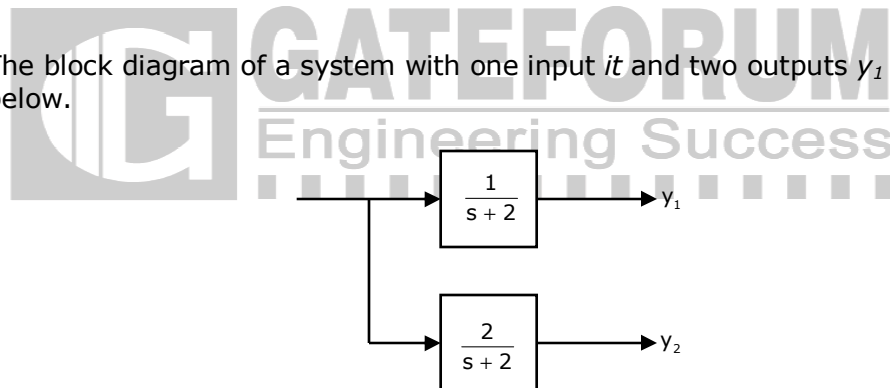 GATEFORUM
he block diagram of a system with one input it and two outputs y₁
below.
Engineering Success
1
s + 2
y₁
2
s + 2
y₂